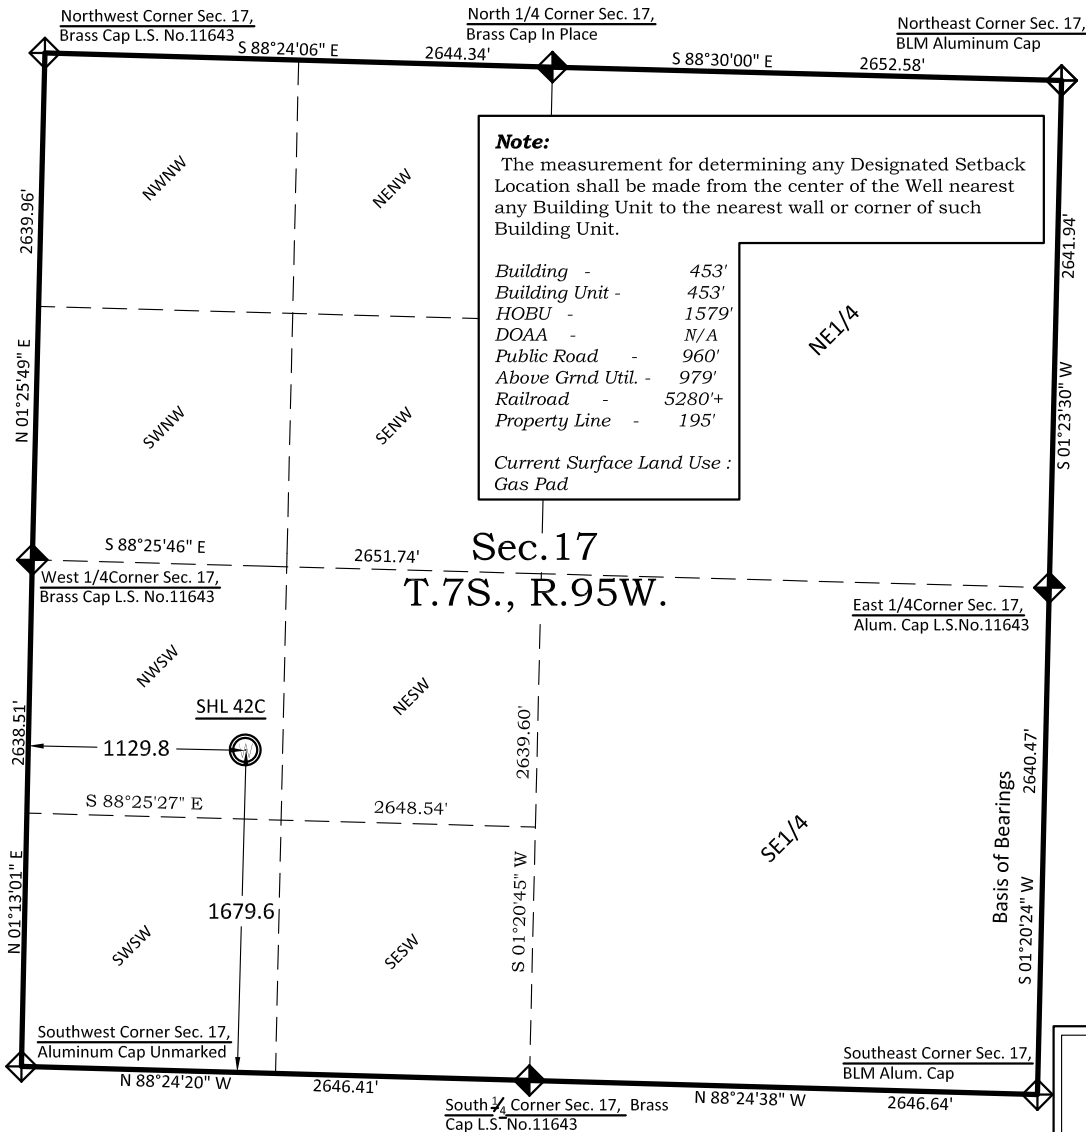 Northwest Corner Sec. 17,
Brass Cap L.S. No.11643
North 1/4 Corner Sec. 17,
Brass Cap In Place
Northeast Corner Sec. 17,
BLM Aluminum Cap
S 88°24'06" E
2644.34'
S 88°30'00" E
2652.58'
NWNW
NENW
2639.96'
N 01°25'49" E
Note:
The measurement for determining any Designated Setback
Location shall be made from the center of the Well nearest
any Building Unit to the nearest wall or corner of such
Building Unit.
Building - 453'
Building Unit - 453'
HOBU - 1579'
DOAA - N/A
Public Road - 960'
Above Grnd Util. - 979'
Railroad - 5280'+
Property Line - 195'
Current Surface Land Use :
Gas Pad
2641.94'
S 01°23'30" W
NE1/4
SWNW
SENW
S 88°25'46" E
2651.74'
Sec.17
T.7S., R.95W.
West 1/4Corner Sec. 17,
Brass Cap L.S. No.11643
East 1/4Corner Sec. 17,
Alum. Cap L.S.No.11643
NWSW
NESW
SHL 42C
1129.8
2638.51'
N 01°13'01" E
2639.60'
S 01°20'45" W
2640.47'
Basis of Bearings
S 01°20'24" W
S 88°25'27" E
2648.54'
SE1/4
1679.6
SWSW
SESW
Southwest Corner Sec. 17,
Aluminum Cap Unmarked
Southeast Corner Sec. 17,
BLM Alum. Cap
N 88°24'20" W
2646.41'
South 1/4 Corner Sec. 17, Brass
Cap L.S. No.11643
N 88°24'38" W
2646.64'